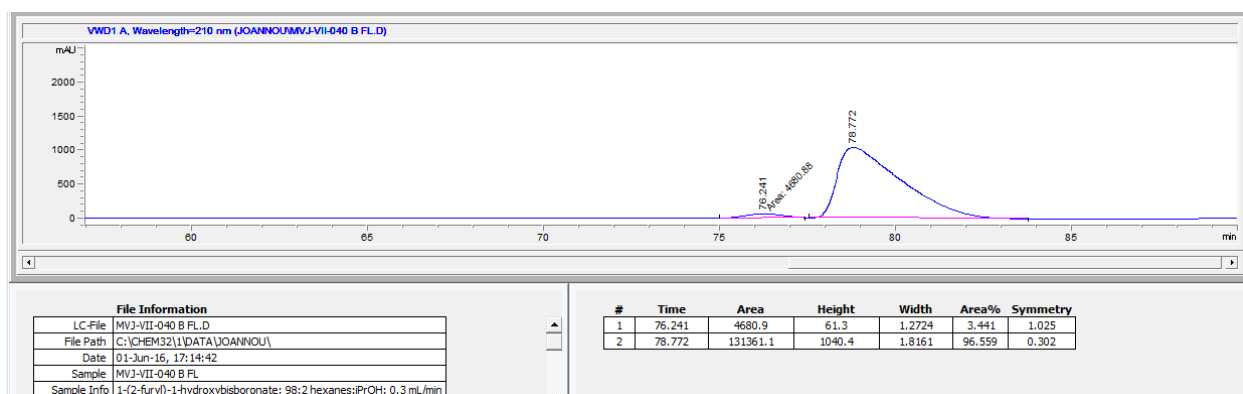 VWD1 A, Wavelength=210 nm (JOANNOU\MVJ-VII-040 B FL.D)
mAU
2000
1500
1000
500
0
76.241
Area: 4680.88
78.772
60 65 70 75 80 85 min
File Information
LC-File MVJ-VII-040 B FL.D
File Path C:\CHEM32\1\DATA\JOANNOU\
Date 01-Jun-16, 17:14:42
Sample MVJ-VII-040 B FL
Sample Info 1-(2-furyl)-1-hydroxybisboronate; 98:2 hexanes:iPrOH; 0.3 mL/min
# Time Area Height Width Area% Symmetry
1 76.241 4680.9 61.3 1.2724 3.441 1.025
2 78.772 131361.1 1040.4 1.8161 96.559 0.302